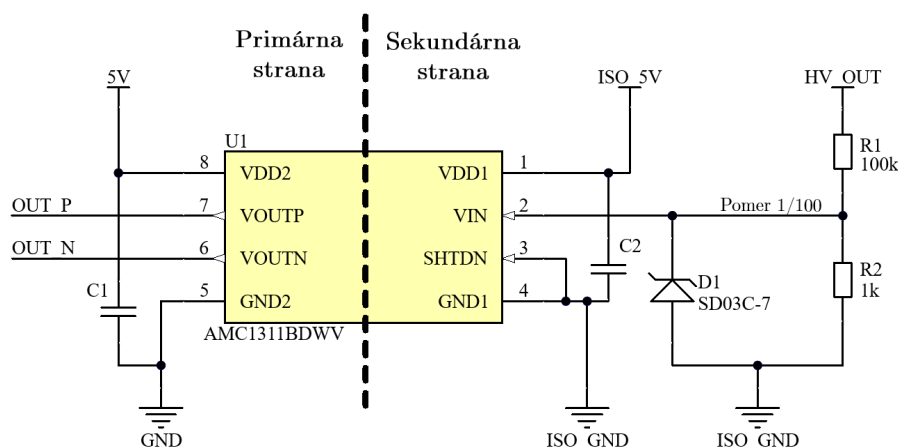 Primárna
strana
Sekundárna
strana
5V
ISO_5V
HV_OUT
U1
R1
100k
8
VDD2
VDD1
1
OUT_P
7
VOUTP
VIN
2
Pomer 1/100
OUT_N
6
VOUTN
SHTDN
3
C2
R2
1k
C1
5
GND2
GND1
4
D1
SD03C-7
AMC1311BDWV
GND
ISO_GND
ISO_GND